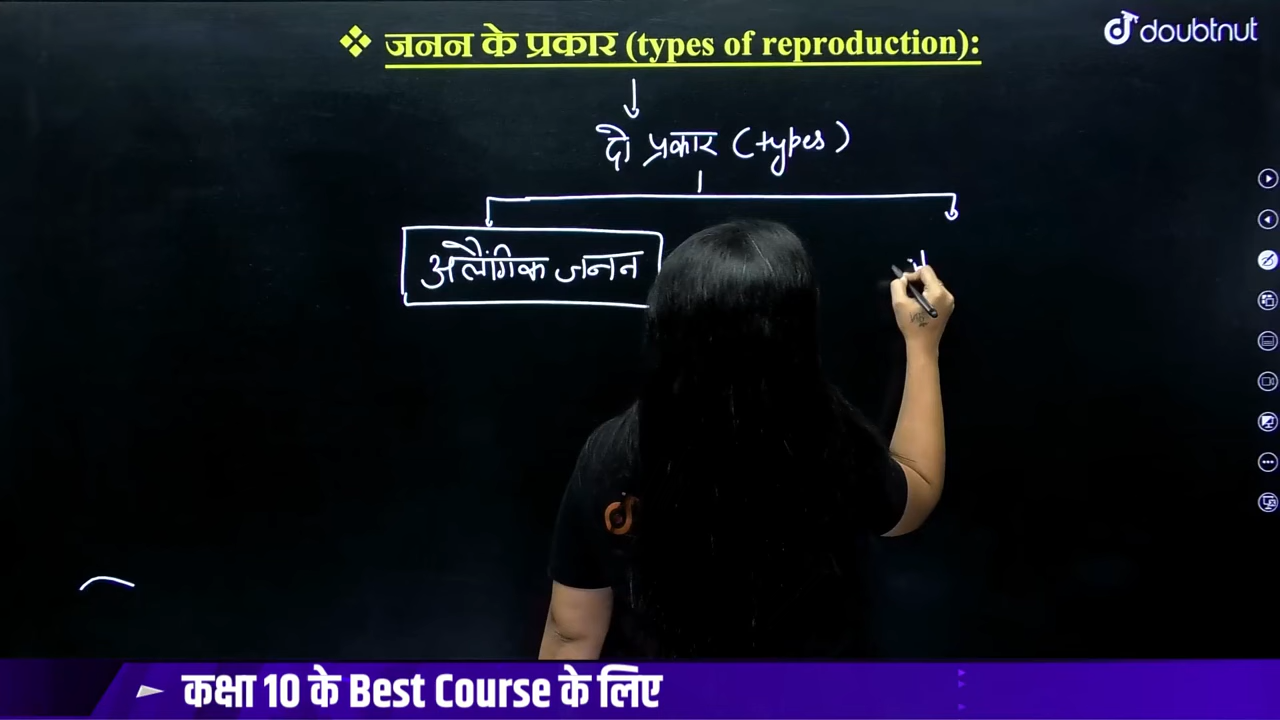 ❖ जनन के प्रकार (types of reproduction):
doubtnut
दो प्रकार (types)
अलैंगिक जनन
कक्षा 10 के Best Course के लिए